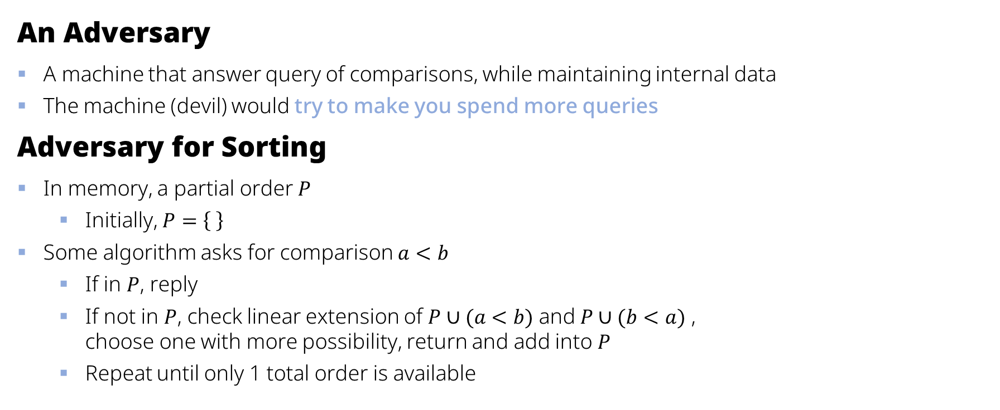 An Adversary
▪ A machine that answer query of comparisons, while maintaining internal data
▪ The machine (devil) would try to make you spend more queries
Adversary for Sorting
▪ In memory, a partial order P
▪ Initially, P = { }
▪ Some algorithm asks for comparison a < b
▪ If in P, reply
▪ If not in P, check linear extension of P ∪ (a < b) and P ∪ (b < a) ,
choose one with more possibility, return and add into P
▪ Repeat until only 1 total order is available